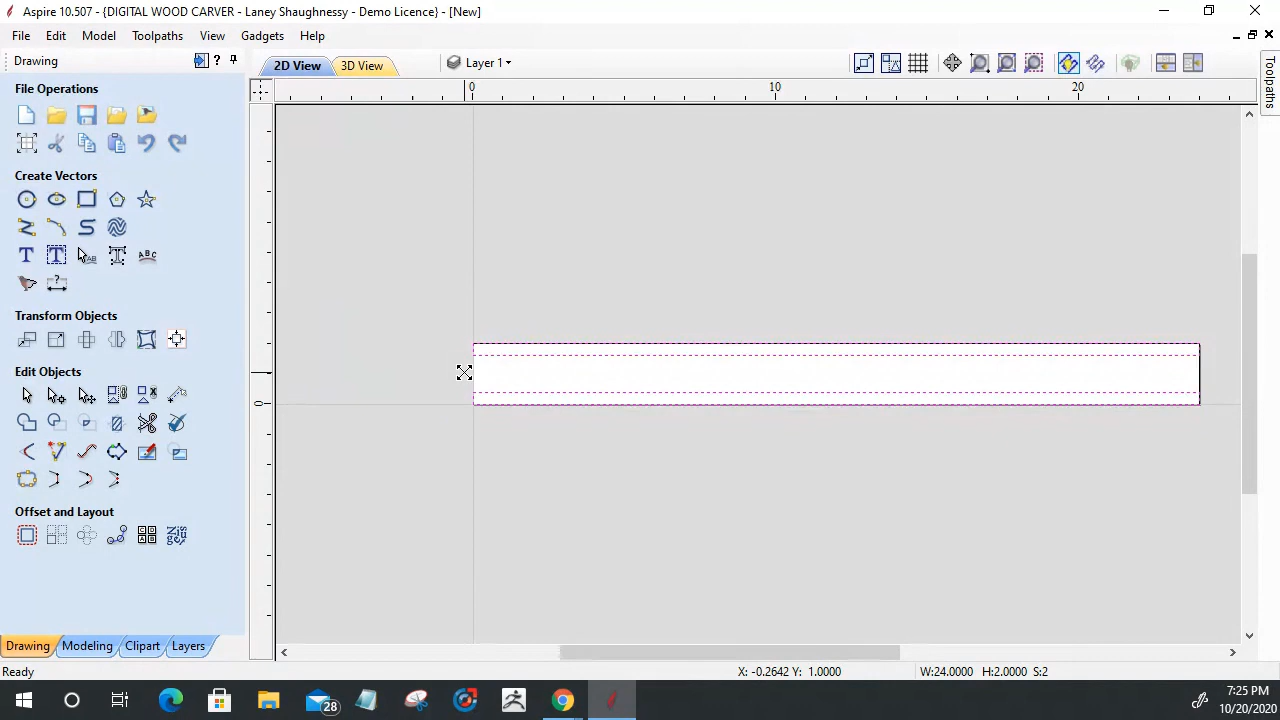 Aspire 10.507 - {DIGITAL WOOD CARVER - Laney Shaughnessy - Demo Licence} - [New]
File Edit Model Toolpaths View Gadgets Help
Drawing
2D View 3D View Layer 1
File Operations
0 10 20
Create Vectors
T T AB T ABC
?
Transform Objects
Edit Objects
0
Offset and Layout
Drawing Modeling Clipart Layers
Toolpaths
Ready X: -0.2642 Y: 1.0000 W:24.0000 H:2.0000 S:2
28
7:25 PM
10/20/2020